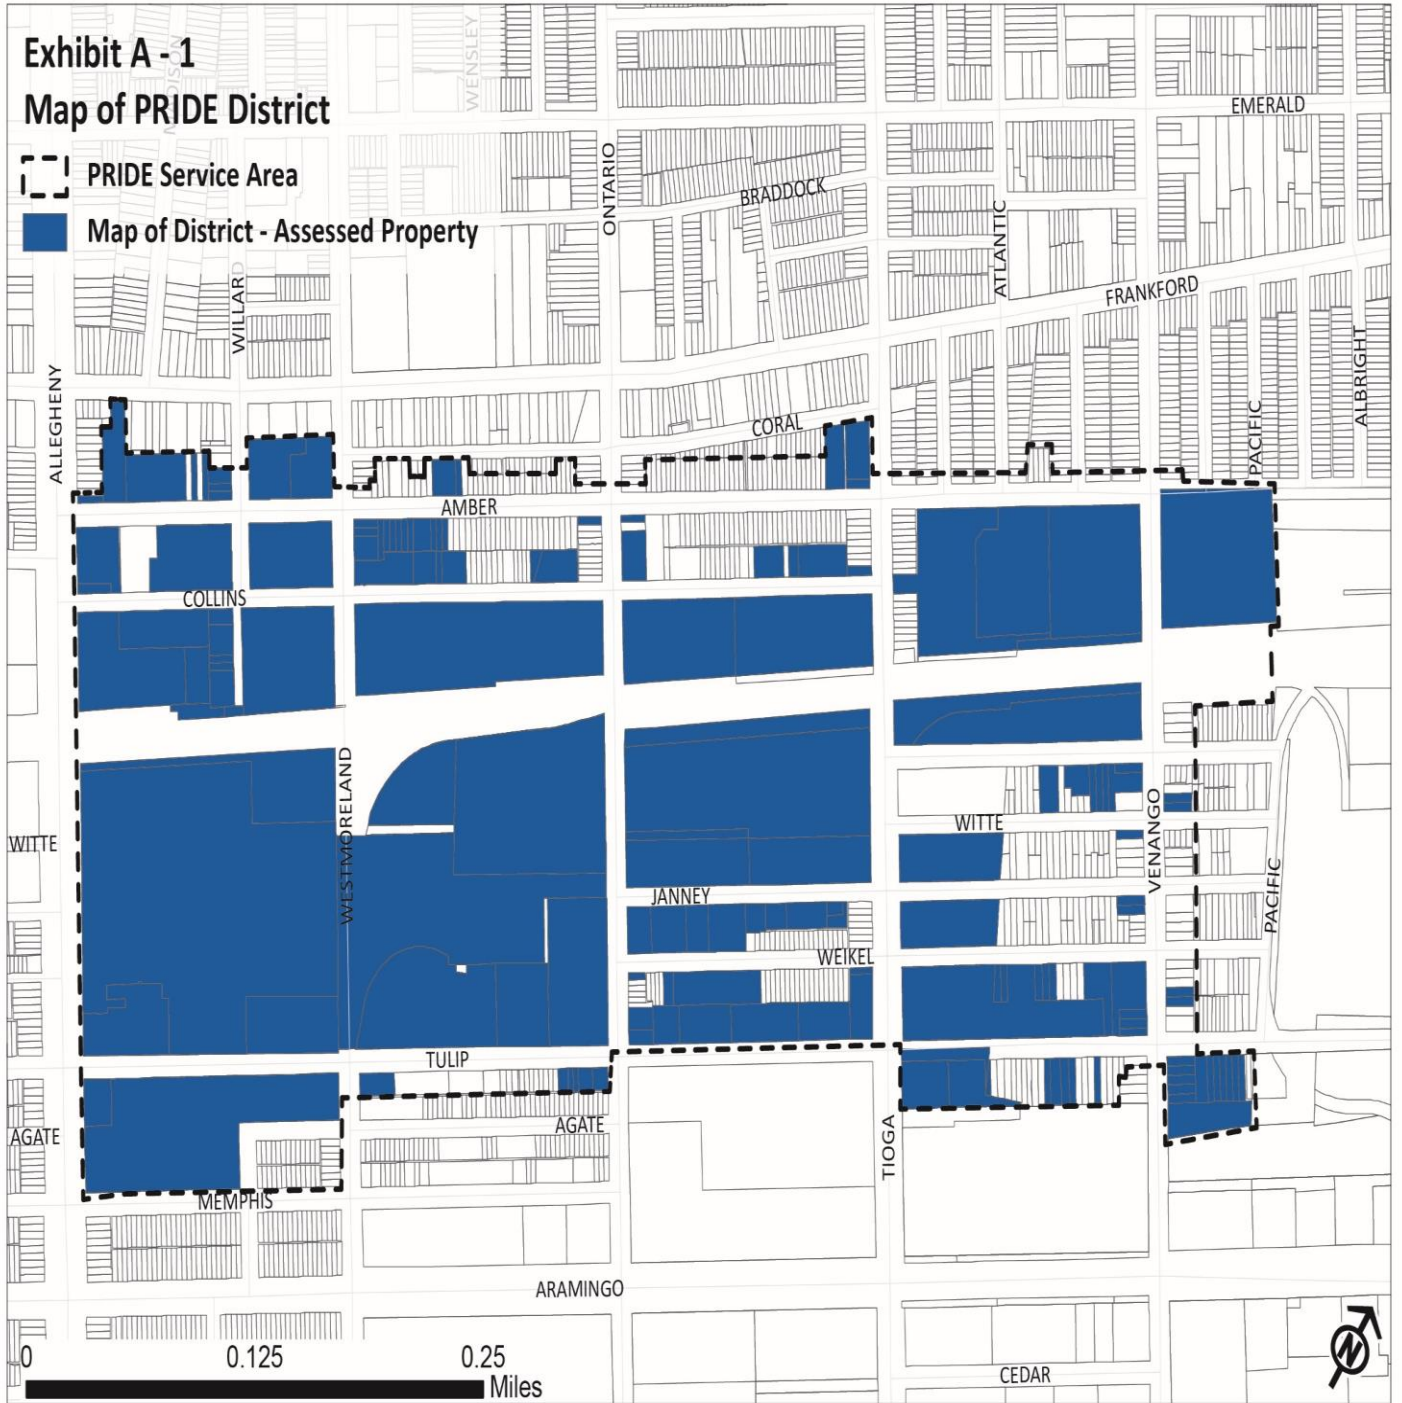 Exhibit A - 1
Map of PRIDE District
PRIDE Service Area
Map of District - Assessed Property
WENSLEY
EMERALD
ONTARIO
BRADDOCK
ATLANTIC
WILLARD
FRANKFORD
ALLEGHENY
ALBRIGHT
PACIFIC
CORAL
AMBER
COLLINS
WESTMORELAND
VENANGO
WITTE
WITTE
JANNEY
PACIFIC
WEIKEL
TULIP
AGATE
AGATE
TIOGA
MEMPHIS
ARAMINGO
CEDAR
N
0 0.125 0.25
Miles